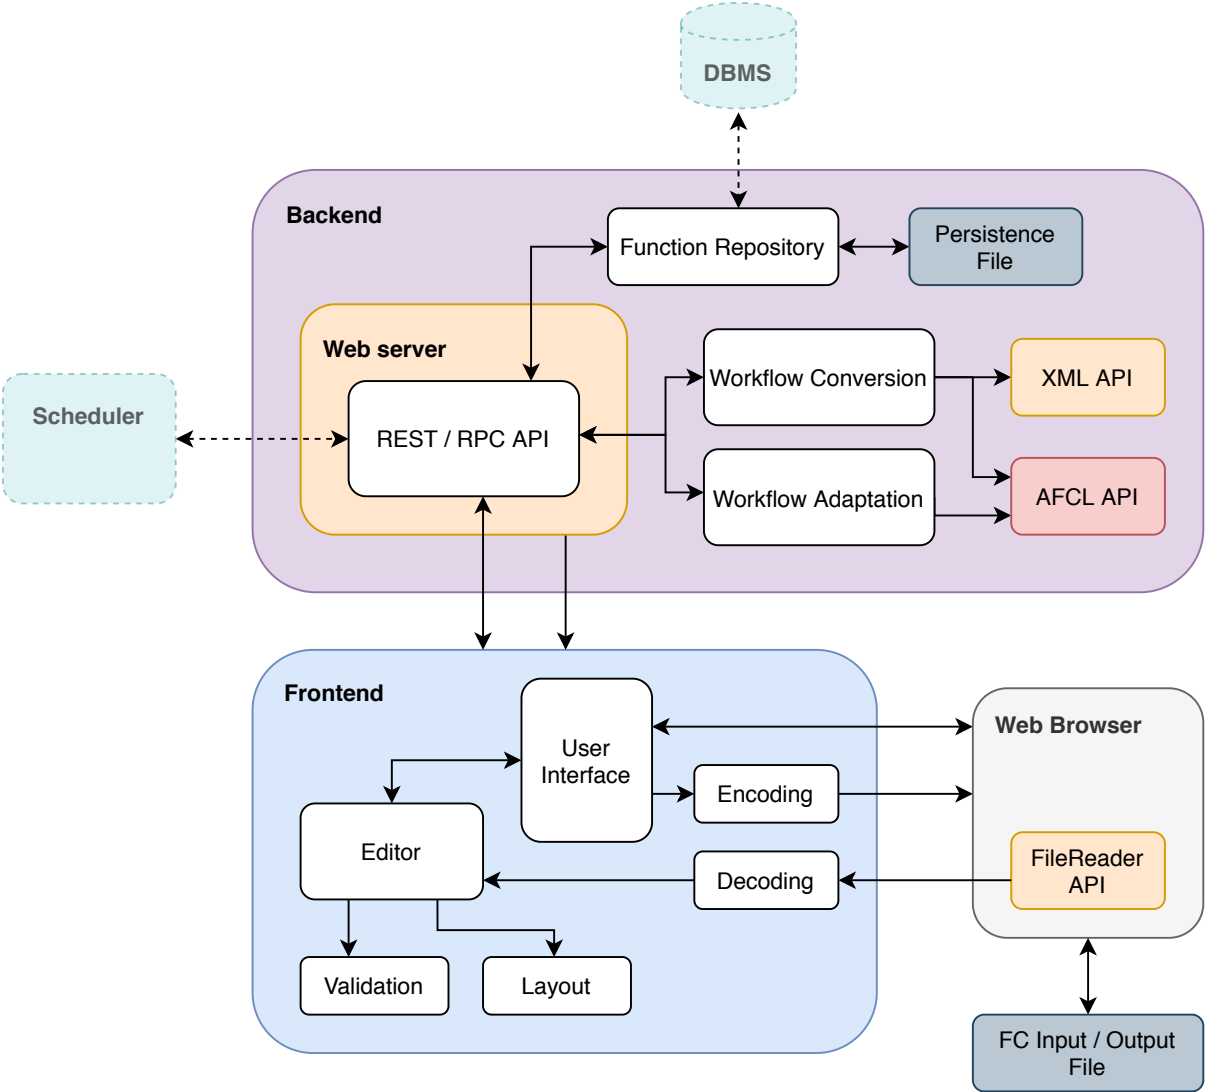 DBMS
Backend
Function Repository
Persistence
File
Web server
Workflow Conversion
XML API
Scheduler
REST / RPC API
Workflow Adaptation
AFCL API
Frontend
User
Interface
Web Browser
Encoding
Editor
Decoding
FileReader
API
Validation
Layout
FC Input / Output
File